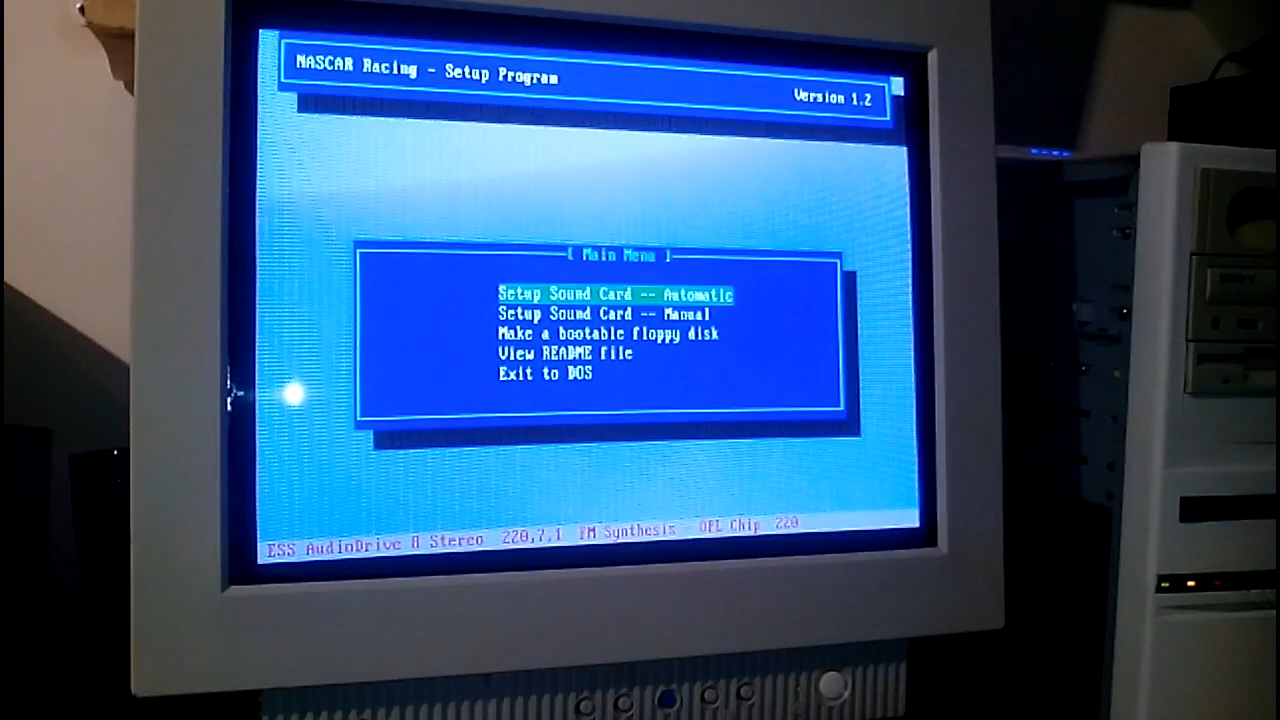 NASCAR Racing - Setup Program
Version 1.2
[ Main Menu ]
Setup Sound Card -- Automatic
Setup Sound Card -- Manual
Make a bootable floppy disk
View README file
Exit to DOS
ESS AudioDrive 8 Stereo 220,7,1 FM Synthesis - OPL Chip 220
SONY